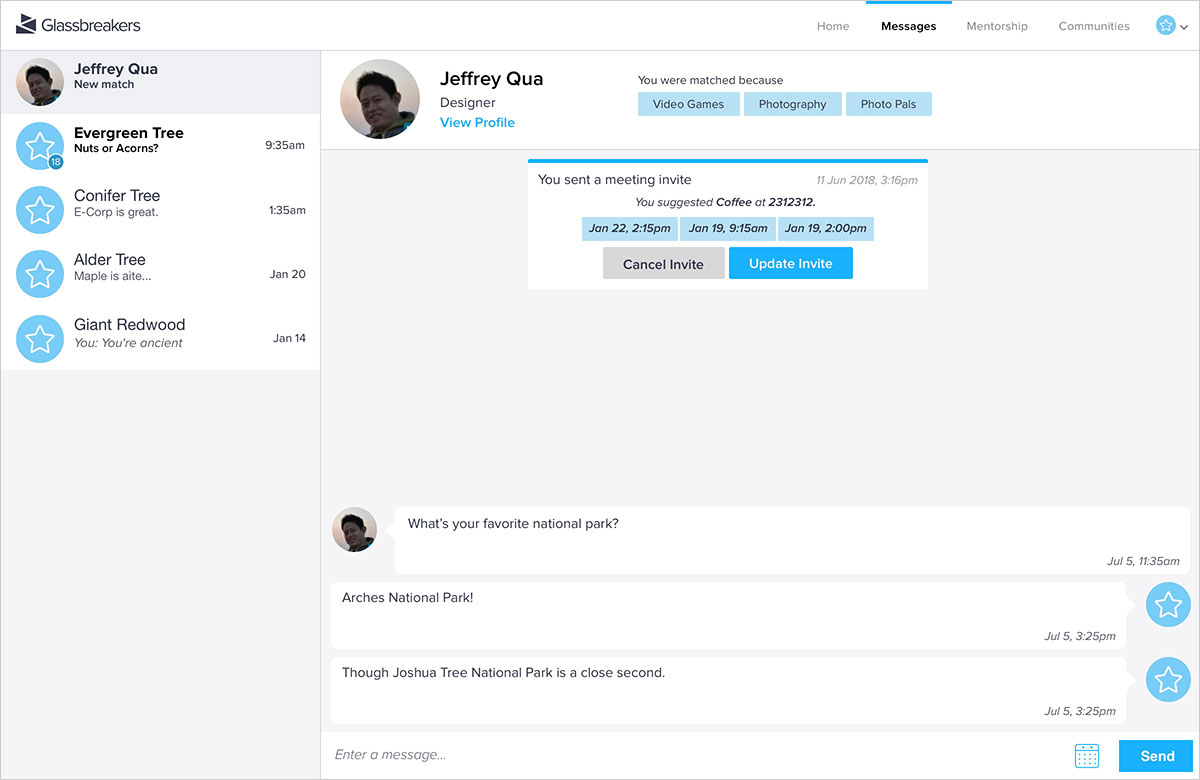 Glassbreakers
Home Messages Mentorship Communities
Jeffrey Qua
New match
Evergreen Tree
Nuts or Acorns?
9:35am
18
Conifer Tree
E-Corp is great.
1:35am
Alder Tree
Maple is aite...
Jan 20
Giant Redwood
You: You're ancient
Jan 14
Jeffrey Qua
Designer
View Profile
You were matched because
Video Games Photography Photo Pals
You sent a meeting invite 11 Jun 2018, 3:16pm
You suggested Coffee at 2312312.
Jan 22, 2:15pm Jan 19, 9:15am Jan 19, 2:00pm
Cancel Invite Update Invite
What's your favorite national park?
Jul 5, 11:35am
Arches National Park!
Jul 5, 3:25pm
Though Joshua Tree National Park is a close second.
Jul 5, 3:25pm
Enter a message... Send